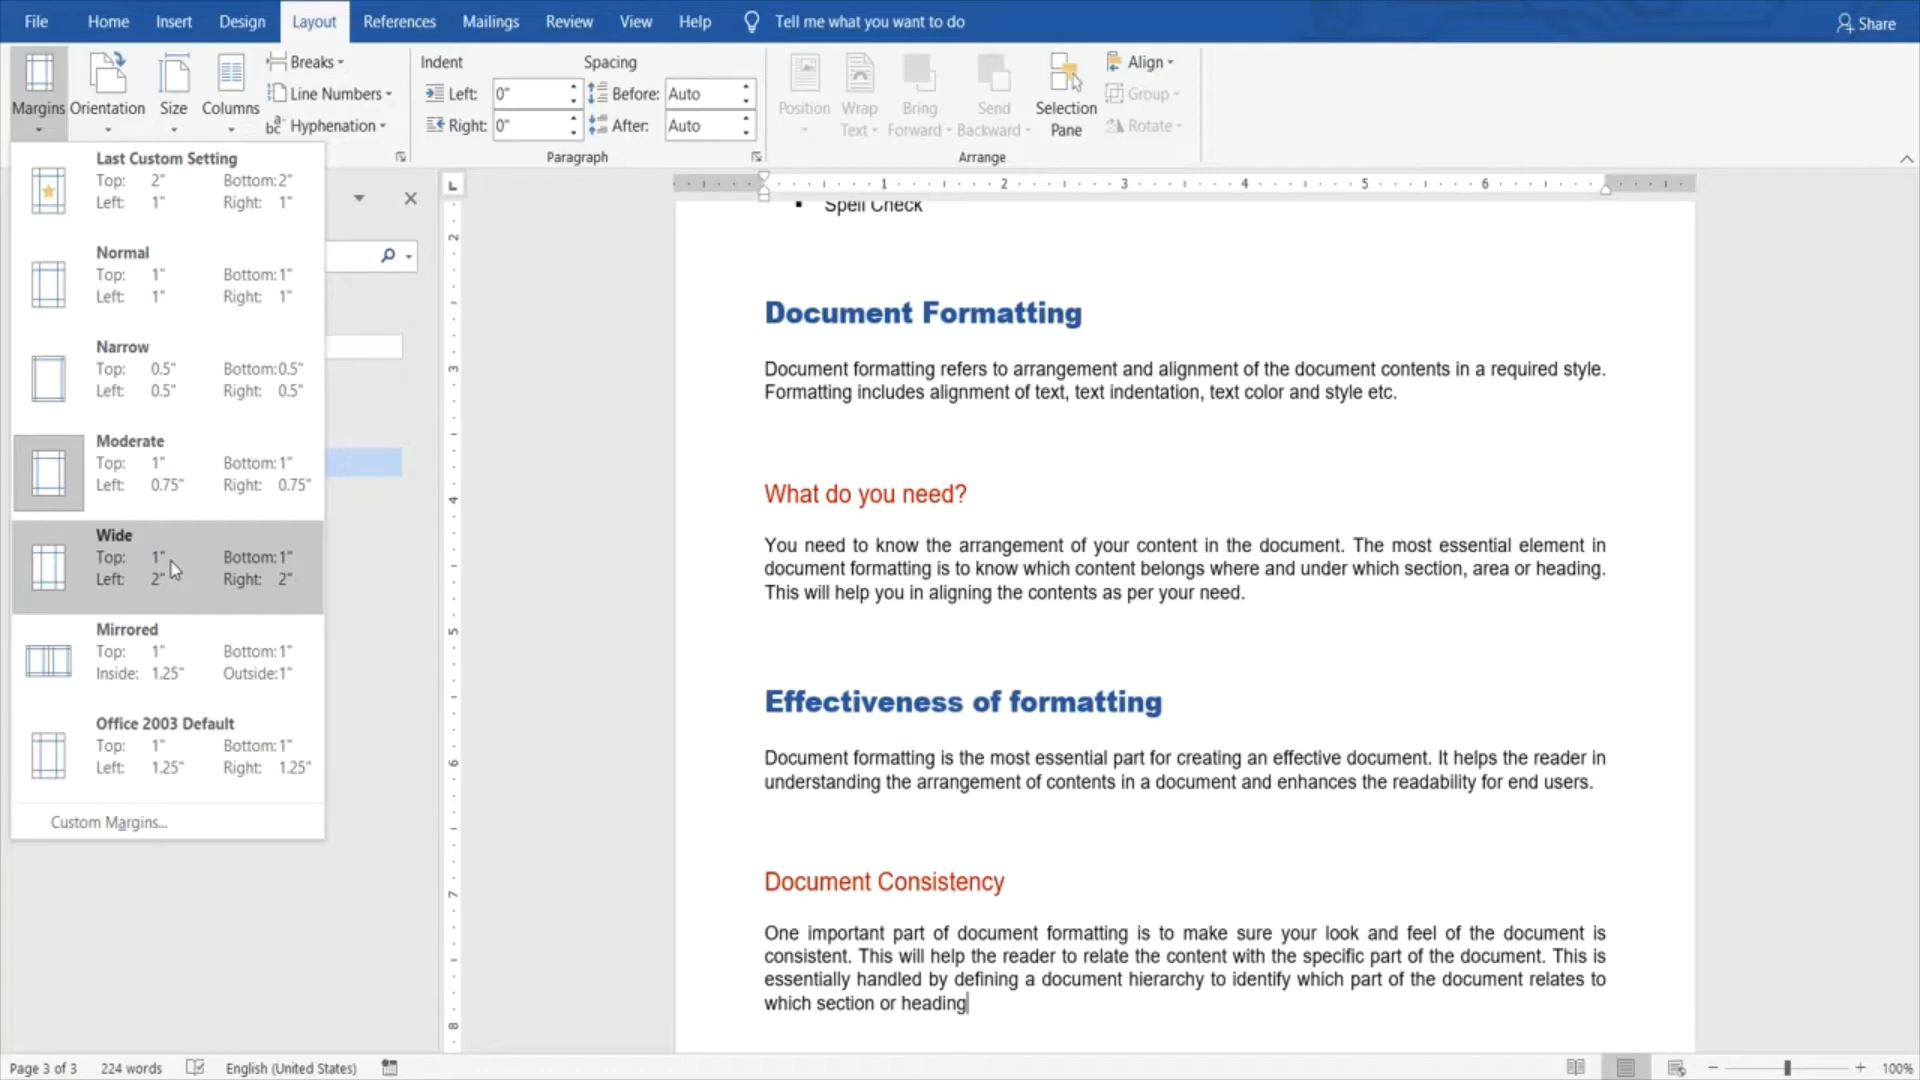 File Home Insert Design Layout References Mailings Review View Help Tell me what you want to do Share
Margins Orientation Size Columns
Breaks
Line Numbers
Hyphenation
Indent Spacing
Left: 0" Before: Auto
Right: 0" After: Auto
Paragraph
Position Wrap Text Bring Forward Send Backward Selection Pane
Align
Group
Rotate
Arrange
Last Custom Setting
Top: 2" Bottom: 2"
Left: 1" Right: 1"
Normal
Top: 1" Bottom: 1"
Left: 1" Right: 1"
Narrow
Top: 0.5" Bottom: 0.5"
Left: 0.5" Right: 0.5"
Moderate
Top: 1" Bottom: 1"
Left: 0.75" Right: 0.75"
Wide
Top: 1" Bottom: 1"
Left: 2" Right: 2"
Mirrored
Top: 1" Bottom: 1"
Inside: 1.25" Outside: 1"
Office 2003 Default
Top: 1" Bottom: 1"
Left: 1.25" Right: 1.25"
Custom Margins...
L
1 2 3 4 5 6
2
3
4
5
6
7
8
▪ Spell Check
Document Formatting
Document formatting refers to arrangement and alignment of the document contents in a required style.
Formatting includes alignment of text, text indentation, text color and style etc.
What do you need?
You need to know the arrangement of your content in the document. The most essential element in
document formatting is to know which content belongs where and under which section, area or heading.
This will help you in aligning the contents as per your need.
Effectiveness of formatting
Document formatting is the most essential part for creating an effective document. It helps the reader in
understanding the arrangement of contents in a document and enhances the readability for end users.
Document Consistency
One important part of document formatting is to make sure your look and feel of the document is
consistent. This will help the reader to relate the content with the specific part of the document. This is
essentially handled by defining a document hierarchy to identify which part of the document relates to
which section or heading
Page 3 of 3 224 words English (United States) 100%